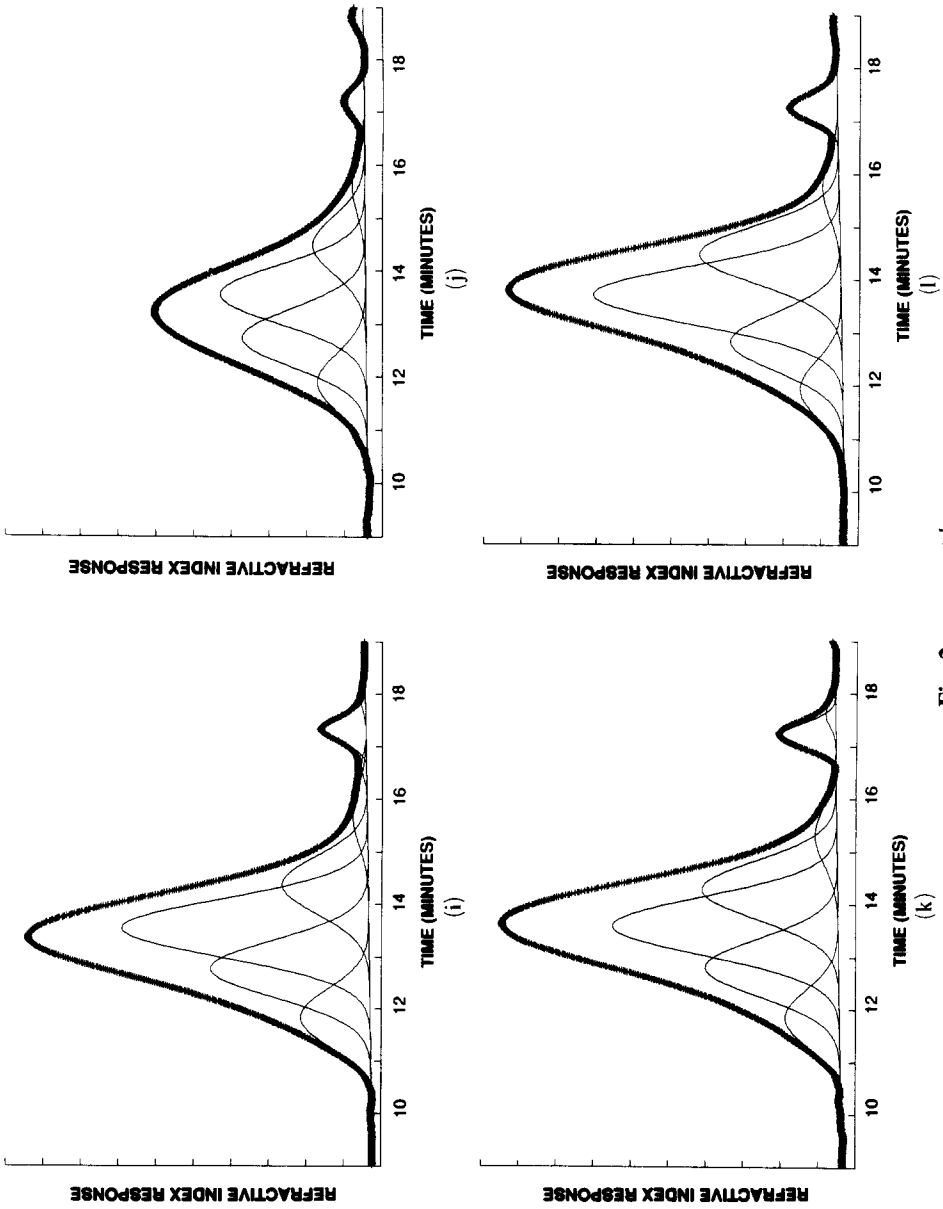 REFRACTIVE INDEX RESPONSE
10 12 14 16 18
TIME (MINUTES)
(i)
REFRACTIVE INDEX RESPONSE
10 12 14 16 18
TIME (MINUTES)
(j)
REFRACTIVE INDEX RESPONSE
10 12 14 16 18
TIME (MINUTES)
(k)
REFRACTIVE INDEX RESPONSE
10 12 14 16 18
TIME (MINUTES)
(l)